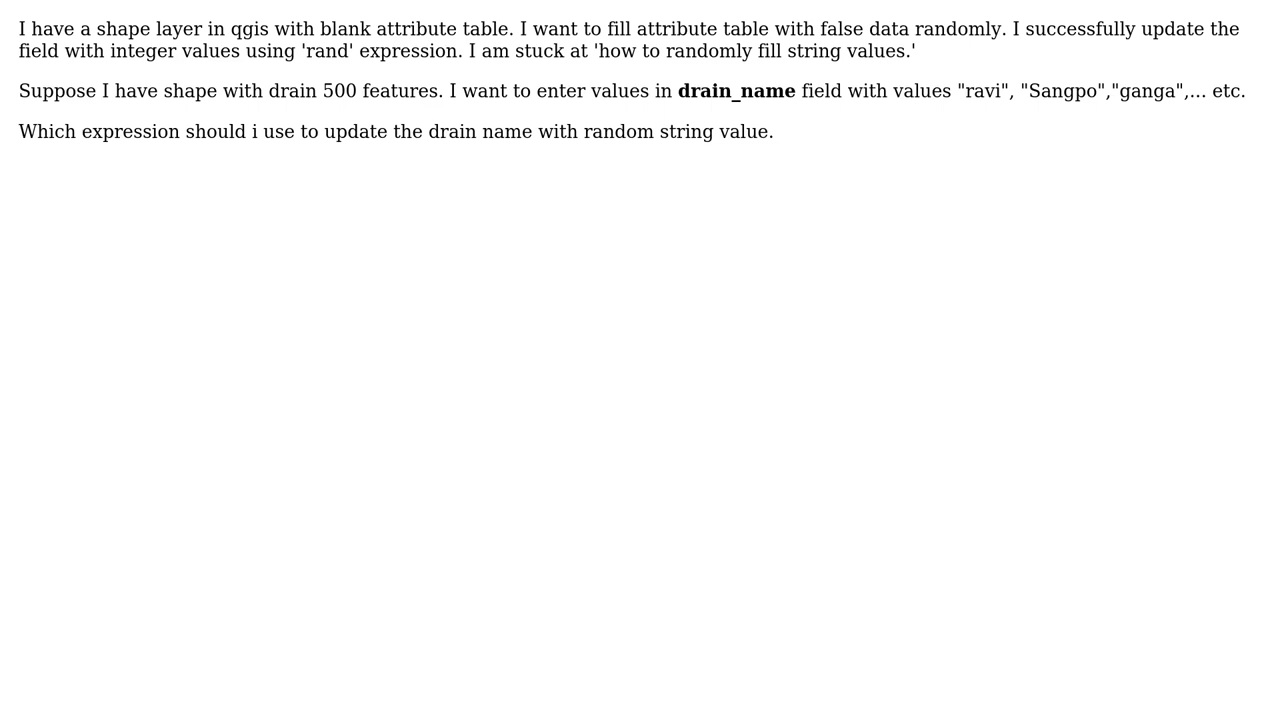 I have a shape layer in qgis with blank attribute table. I want to fill attribute table with false data randomly. I successfully update the
field with integer values using 'rand' expression. I am stuck at 'how to randomly fill string values.'
Suppose I have shape with drain 500 features. I want to enter values in drain_name field with values "ravi", "Sangpo","ganga",... etc.
Which expression should i use to update the drain name with random string value.